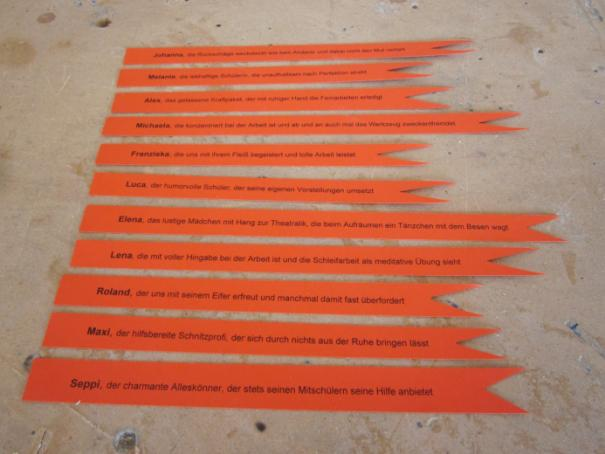 Johanna, die Rückschläge wegsteckt wie beim Anderer und dabei nicht den Mut verliert
Melanie, die lebhafte Schülerin, die unaufhaltsam nach Perfektion strebt
Alex, das gelassene Kraftpaket, der mit ruhiger Hand die Feinarbeiten erledigt
Michaela, die konzentriert bei der Arbeit ist und ab und an auch mal das Werkzeug zweckentfremdet.
Franziska, die uns mit ihrem Fleiß begeistert und tolle Arbeit leistet
Luca, der humorvolle Schüler, der seine eigenen Vorstellungen umsetzt
Elena, das lustige Mädchen mit Hang zur Theatralik, die beim Aufräumen ein Tänzchen mit dem Besen wagt
Lena, die mit voller Hingabe bei der Arbeit ist und die Schleifarbeit als meditative Übung sieht
Roland, der uns mit seinem Eifer erfreut und manchmal damit fast überfordert
Maxi, der hilfsbereite Schnitzprofi, der sich durch nichts aus der Ruhe bringen lässt
Seppi, der charmante Alleskönner, der stets seinen Mitschülern seine Hilfe anbietet